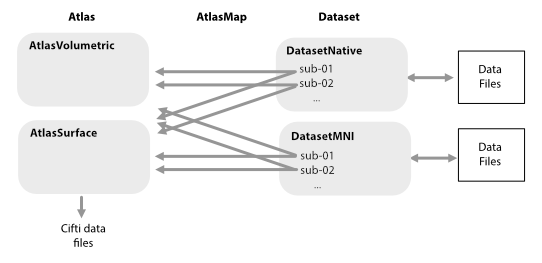 Atlas AtlasMap Dataset
AtlasVolumetric
DatasetNative
sub-01
sub-02
...
Data
Files
AtlasSurface
DatasetMNI
sub-01
sub-02
...
Data
Files
Cifti data
files